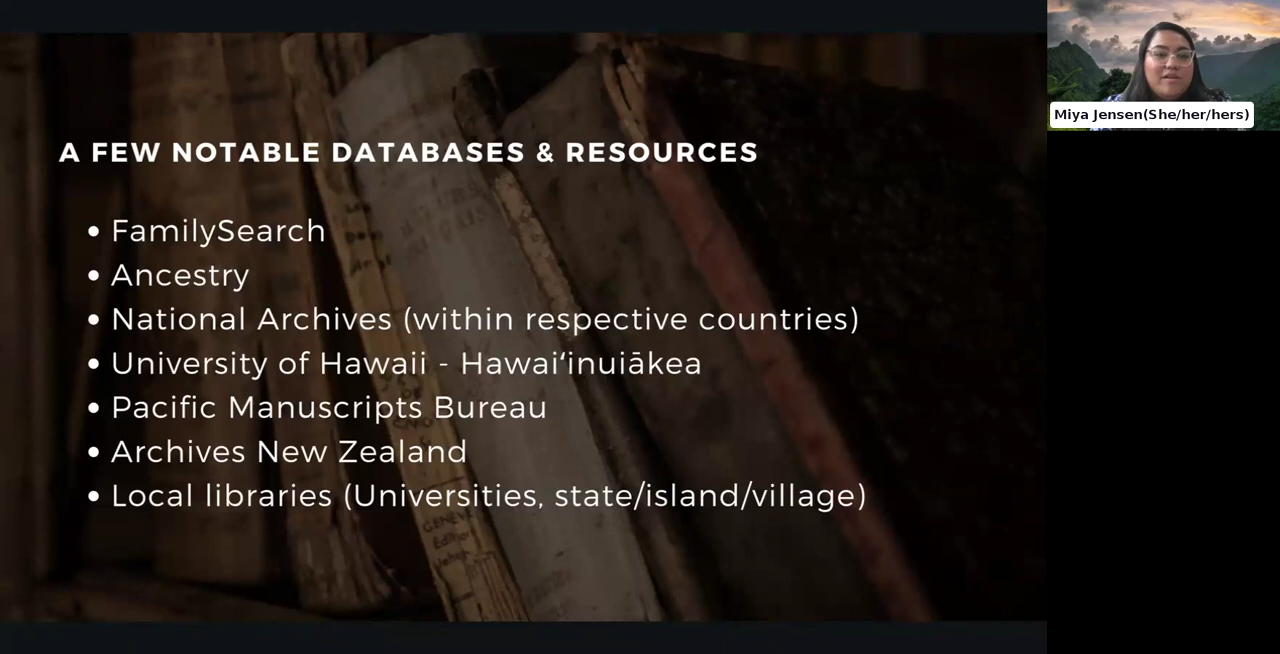 A FEW NOTABLE DATABASES & RESOURCES
• FamilySearch
• Ancestry
• National Archives (within respective countries)
• University of Hawaii - Hawaiʻinuiākea
• Pacific Manuscripts Bureau
• Archives New Zealand
• Local libraries (Universities, state/island/village)
Miya Jensen(She/her/hers)